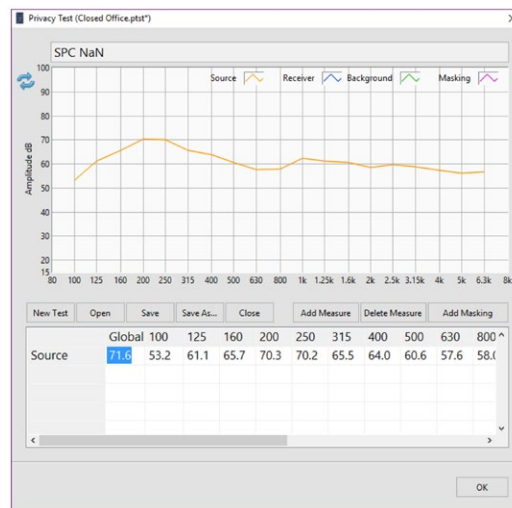 Privacy Test (Closed Office.ptst*)
SPC NaN
Source Receiver Background Masking
Amplitude dB
100
90
80
70
60
50
40
30
20
15
80 100 125 160 200 250 315 400 500 630 800 1k 1.25k 1.6k 2k 2.5k 3.15k 4k 5k 6.3k 8k
New Test Open Save Save As... Close Add Measure Delete Measure Add Masking
Global 100 125 160 200 250 315 400 500 630 800
Source 71.6 53.2 61.1 65.7 70.3 70.2 65.5 64.0 60.6 57.6 58.0
OK